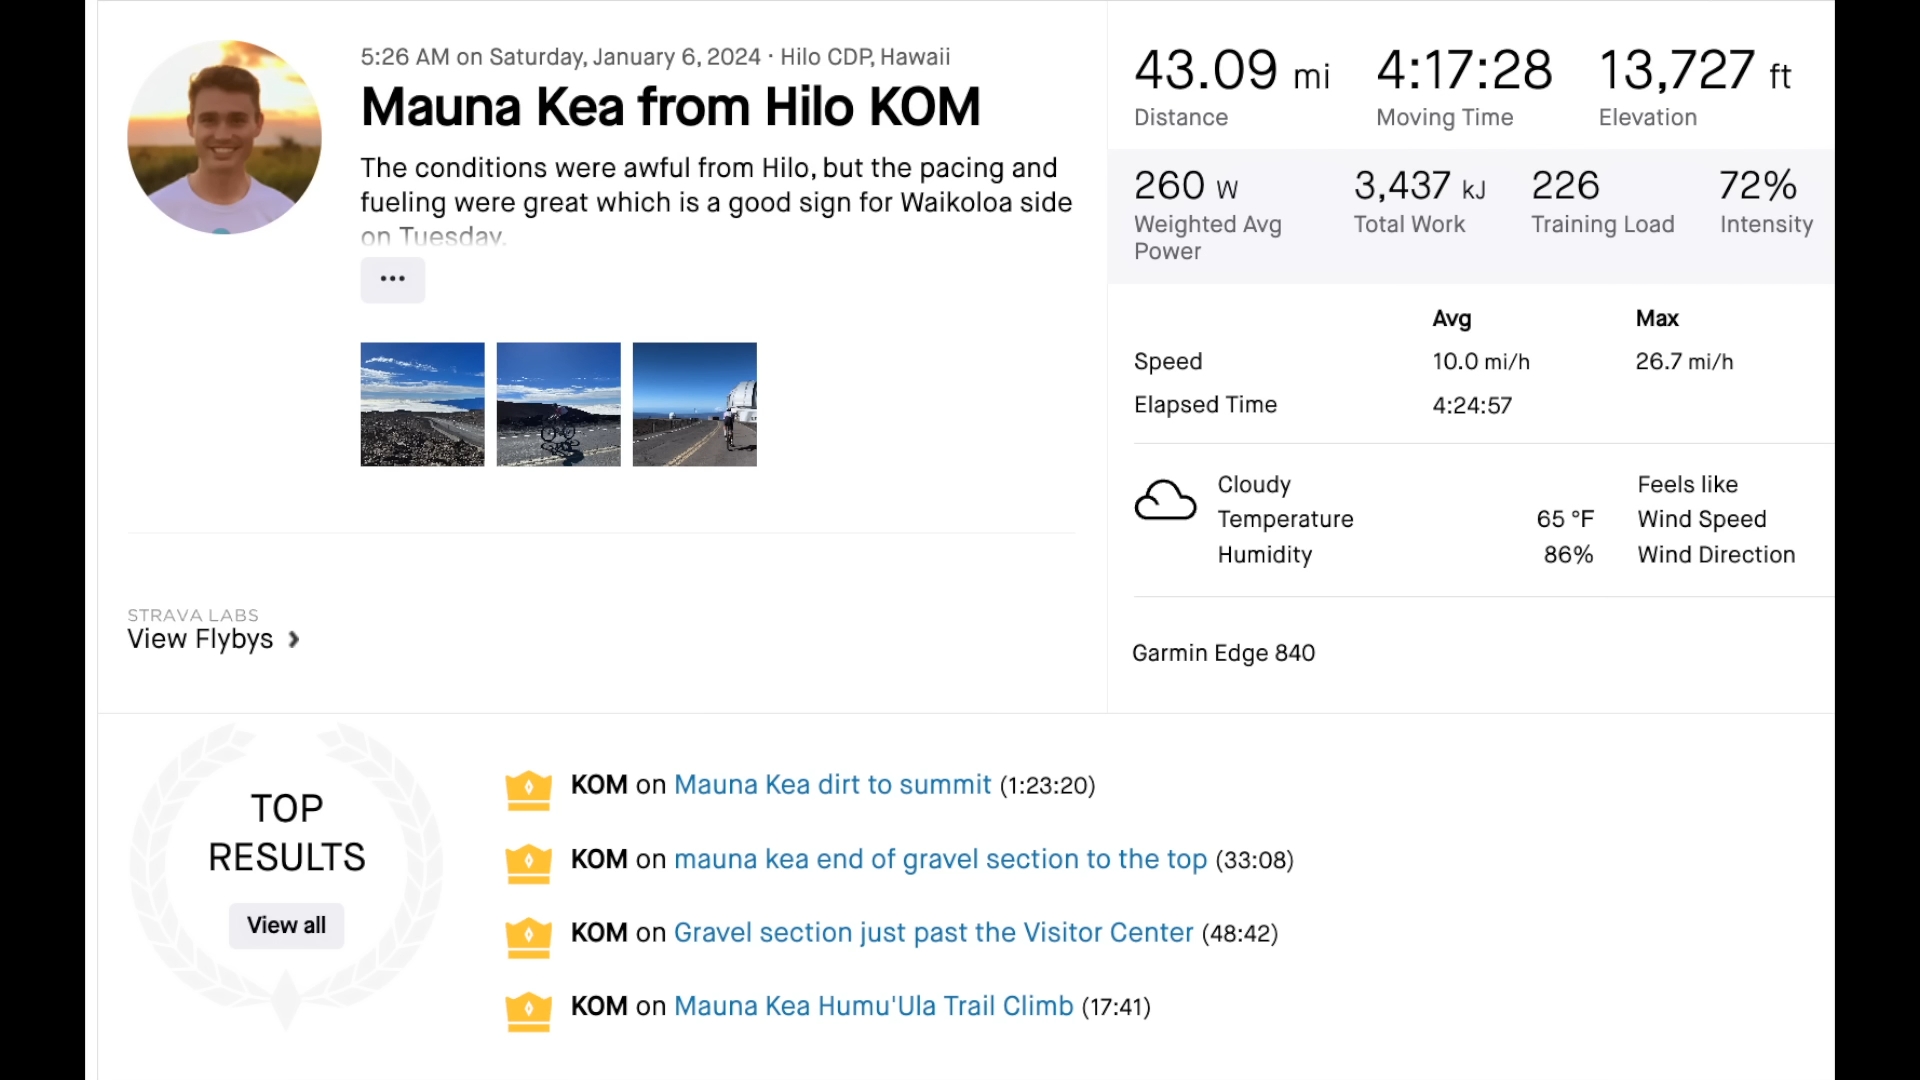 5:26 AM on Saturday, January 6, 2024 · Hilo CDP, Hawaii
Mauna Kea from Hilo KOM
The conditions were awful from Hilo, but the pacing and
fueling were great which is a good sign for Waikoloa side
on Tuesday.
STRAVA LABS
View Flybys
43.09 mi
Distance
4:17:28
Moving Time
13,727 ft
Elevation
260 W
Weighted Avg
Power
3,437 kJ
Total Work
226
Training Load
72%
Intensity
Avg Max
Speed 10.0 mi/h 26.7 mi/h
Elapsed Time 4:24:57
Cloudy Feels like
Temperature 65 °F Wind Speed
Humidity 86% Wind Direction
Garmin Edge 840
TOP
RESULTS
View all
KOM on Mauna Kea dirt to summit (1:23:20)
KOM on mauna kea end of gravel section to the top (33:08)
KOM on Gravel section just past the Visitor Center (48:42)
KOM on Mauna Kea Humu'Ula Trail Climb (17:41)